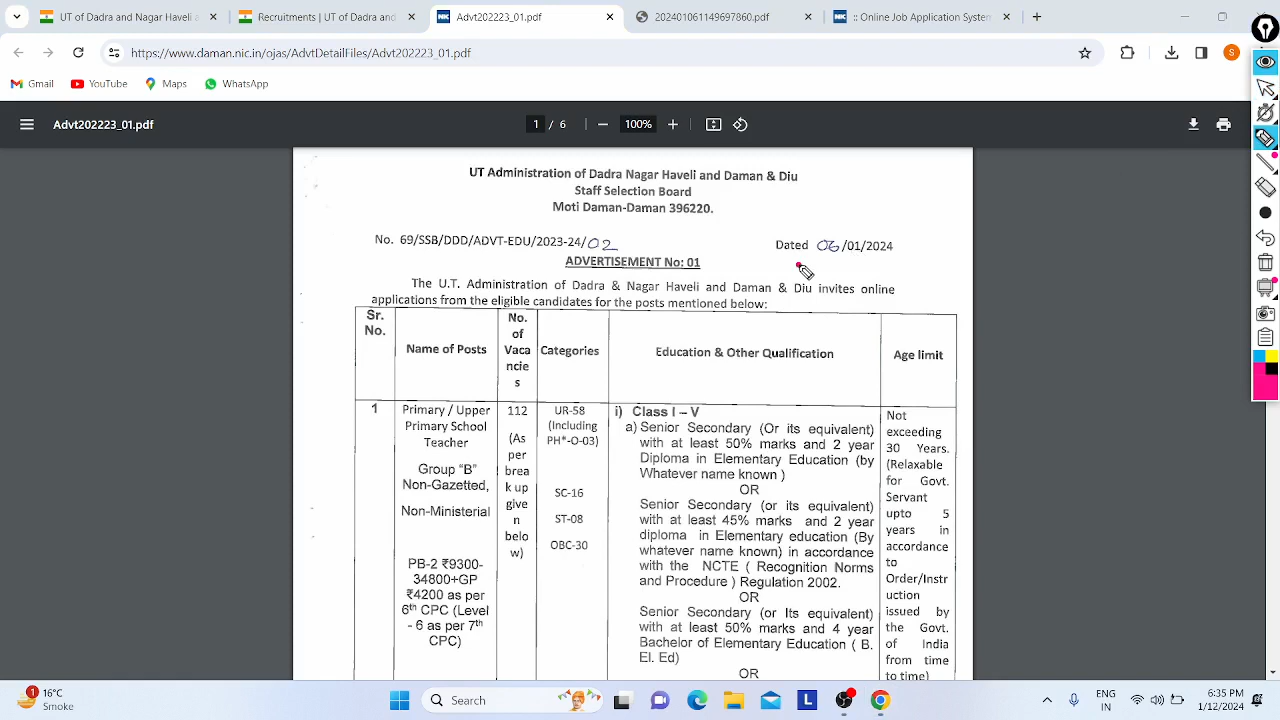 UT of Dadra Nagar Haveli a
Recruitments | UT of Dadra and
Advt202223_01.pdf
:: Online Job Application System
https://www.daman.nic.in/ojas/AdvtDetailFiles/Advt202223_01.pdf
S
Gmail
YouTube
Maps
WhatsApp
Advt202223_01.pdf
1 / 6
100%
UT Administration of Dadra Nagar Haveli and Daman & Diu
Staff Selection Board
Moti Daman-Daman 396220.
No. 69/SSB/DDD/ADVT-EDU/2023-24/02
Dated 06/01/2024
ADVERTISEMENT No: 01
The U.T. Administration of Dadra & Nagar Haveli and Daman & Diu invites online
applications from the eligible candidates for the posts mentioned below:
Sr.
No.
Name of Posts
No.
of
Vaca
ncie
s
Categories
Education & Other Qualification
Age limit
1
Primary / Upper
Primary School
Teacher
Group "B"
Non-Gazetted,
Non-Ministerial
PB-2 ₹9300-
34800+GP
₹4200 as per
6th CPC (Level
- 6 as per 7th
CPC)
112
(As
per
brea
k up
give
n
belo
w)
UR-58
(Including
PH*-O-03)
SC-16
ST-08
OBC-30
i) Class I – V
a) Senior Secondary (Or its equivalent)
with at least 50% marks and 2 year
Diploma in Elementary Education (by
Whatever name known )
OR
Senior Secondary (or its equivalent)
with at least 45% marks and 2 year
diploma in Elementary education (By
whatever name known) in accordance
with the NCTE ( Recognition Norms
and Procedure ) Regulation 2002.
OR
Senior Secondary (or Its equivalent)
with at least 50% marks and 4 year
Bachelor of Elementary Education ( B.
El. Ed)
OR
Not
exceeding
30 Years.
(Relaxable
for Govt.
Servant
upto 5
years in
accordance
to
Order/Instr
uction
issued by
the Govt.
of India
from time
to time)
1
16°C
Smoke
Search
L
ENG
IN
6:35 PM
1/12/2024